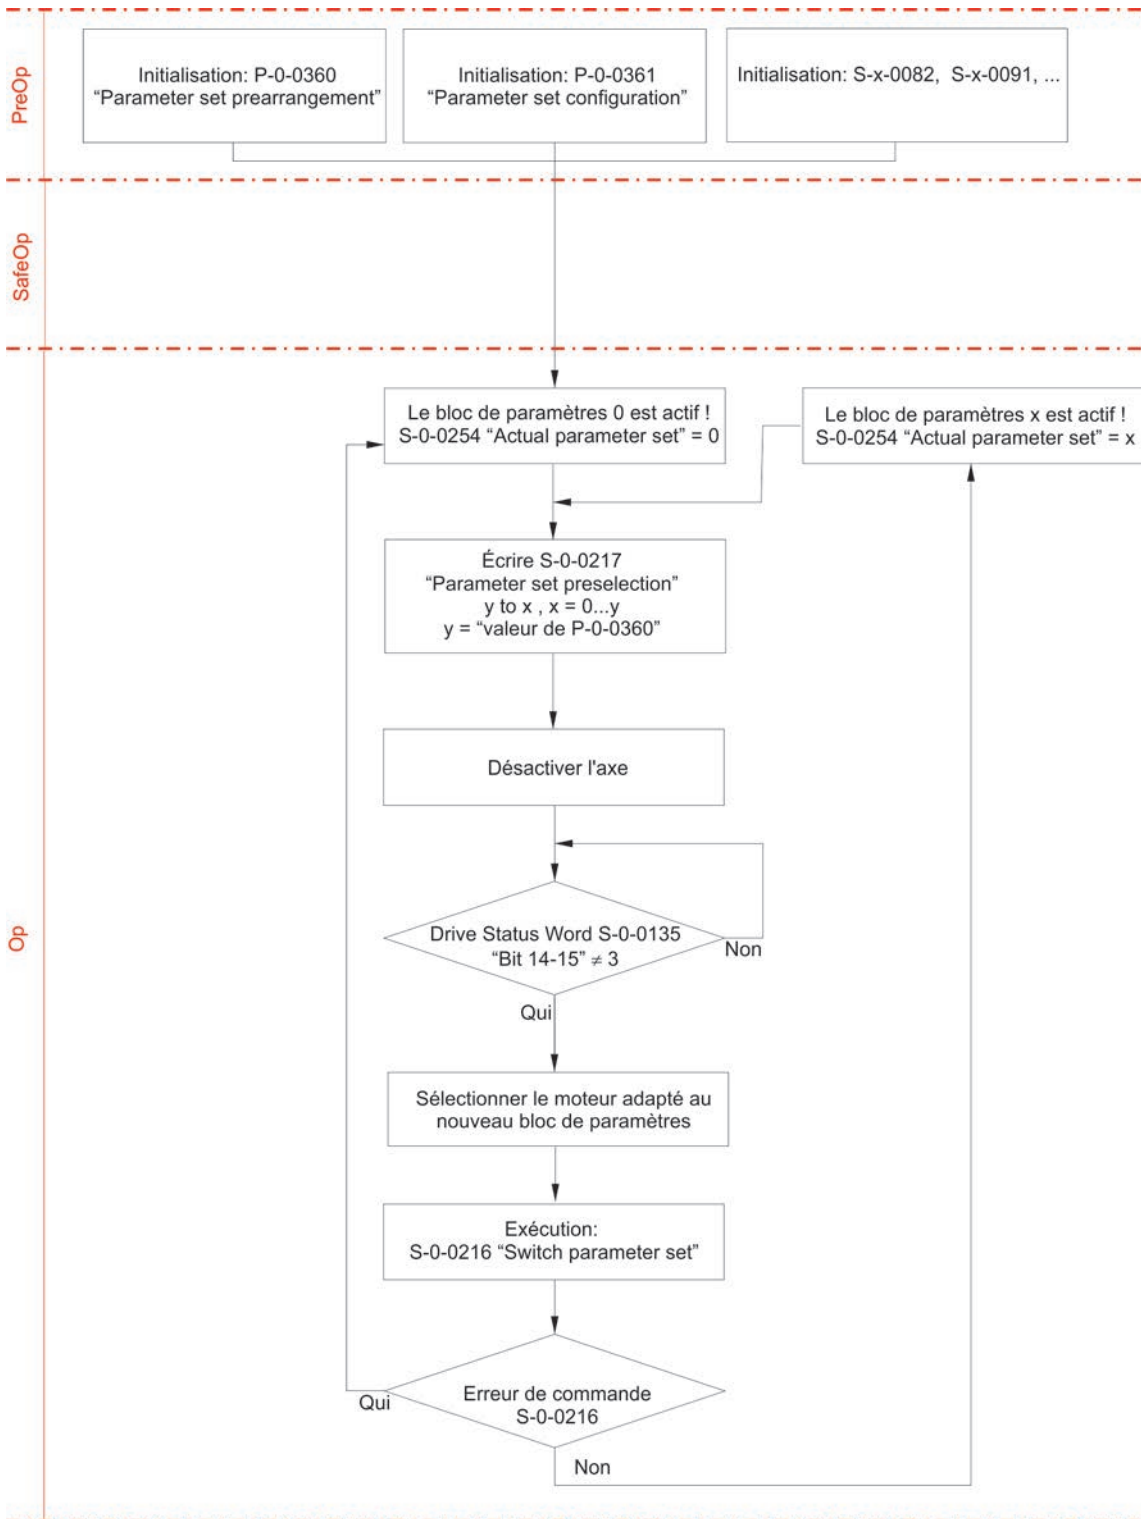 PreOp
Initialisation: P-0-0360
“Parameter set prearrangement”
Initialisation: P-0-0361
“Parameter set configuration”
Initialisation: S-x-0082, S-x-0091, ...
SafeOp
Op
Le bloc de paramètres 0 est actif !
S-0-0254 “Actual parameter set” = 0
Le bloc de paramètres x est actif !
S-0-0254 “Actual parameter set” = x
Écrire S-0-0217
“Parameter set preselection”
y to x , x = 0...y
y = “valeur de P-0-0360”
Désactiver l'axe
Drive Status Word S-0-0135
“Bit 14-15” ≠ 3
Non
Qui
Sélectionner le moteur adapté au
nouveau bloc de paramètres
Exécution:
S-0-0216 “Switch parameter set”
Erreur de commande
S-0-0216
Qui
Non